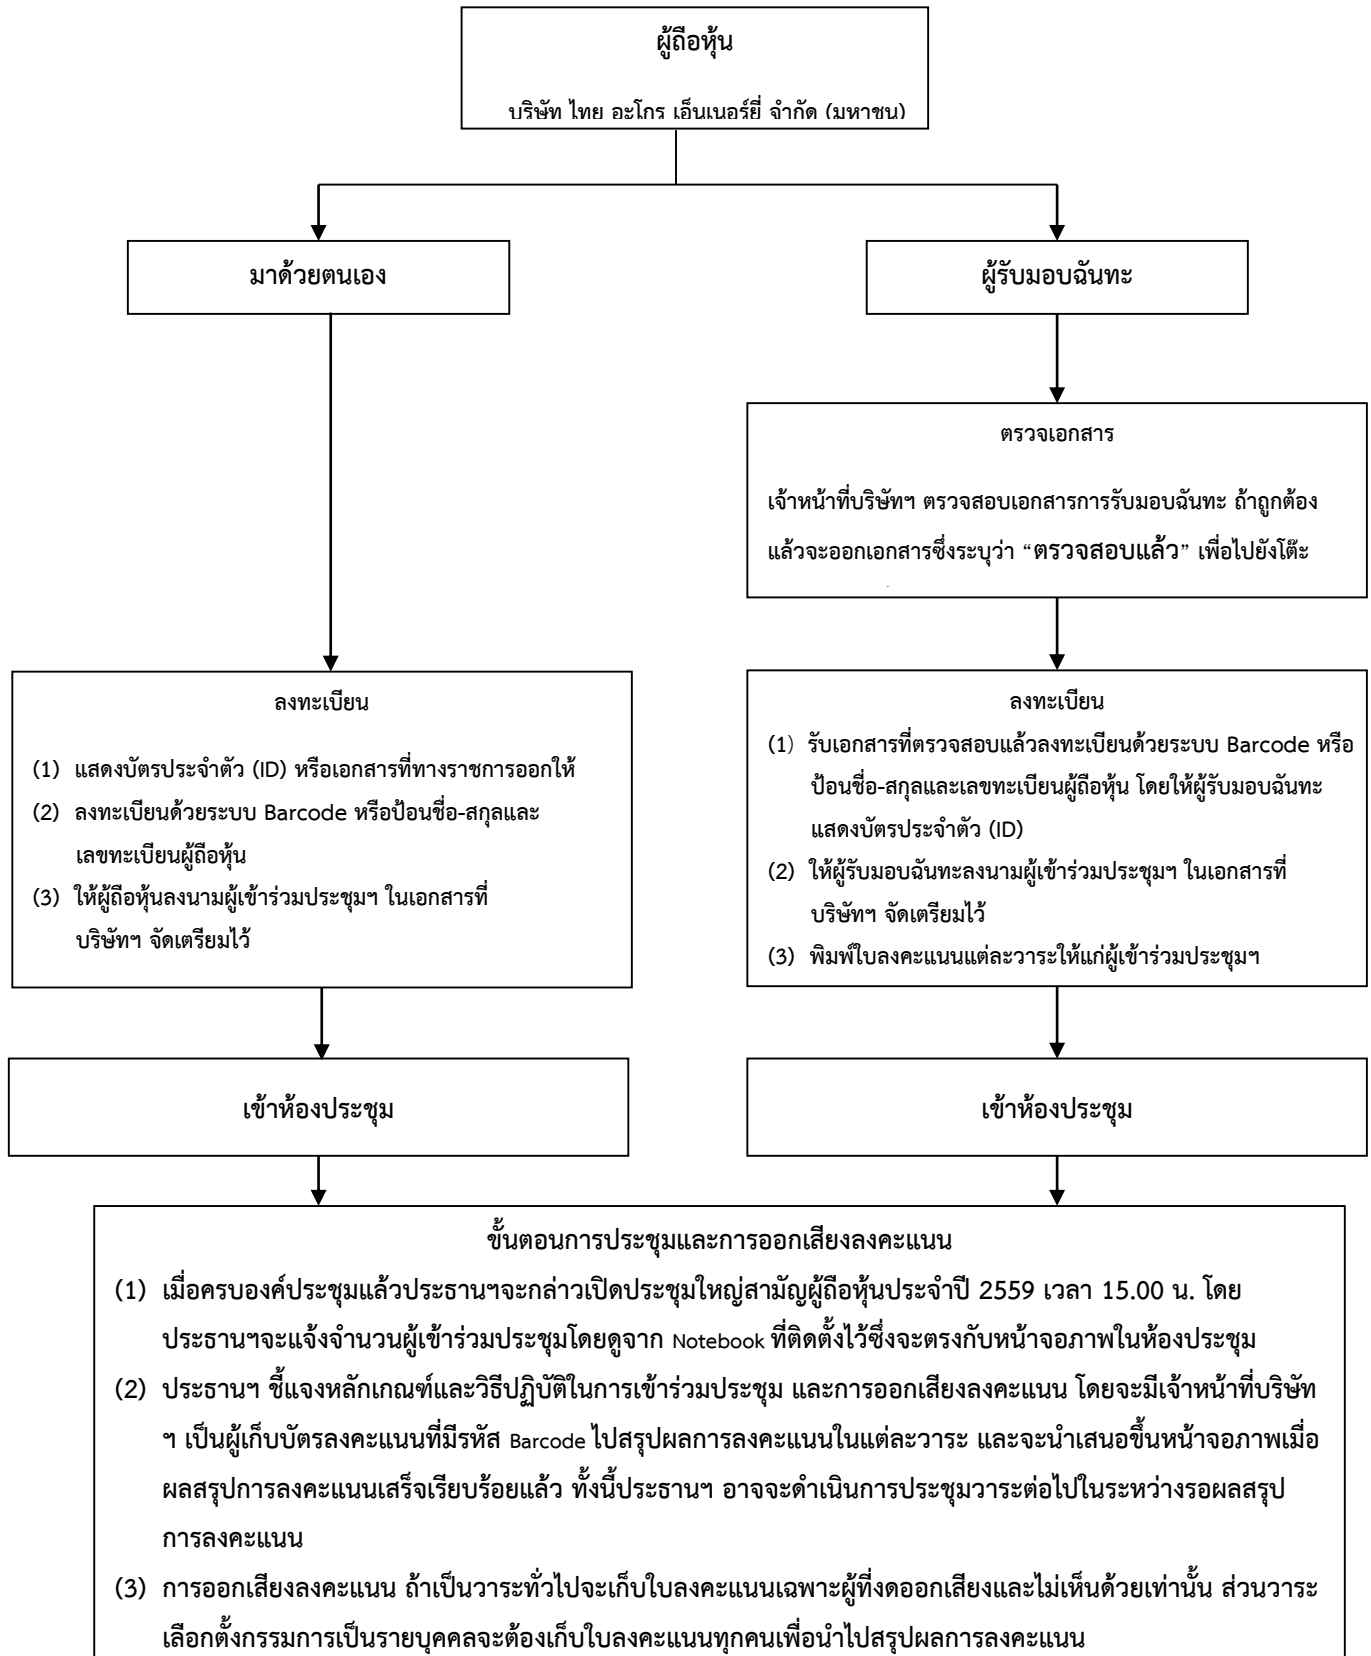 ผู้ถือหุ้น
บริษัท ไทย อะโกร เอ็นเนอร์ยี่ จำกัด (มหาชน)
มาด้วยตนเอง
ผู้รับมอบฉันทะ
ตรวจเอกสาร
เจ้าหน้าที่บริษัทฯ ตรวจสอบเอกสารการรับมอบฉันทะ ถ้าถูกต้อง
แล้วจะออกเอกสารซึ่งระบุว่า “ตรวจสอบแล้ว” เพื่อไปยังโต๊ะ
ลงทะเบียน
(1) แสดงบัตรประจำตัว (ID) หรือเอกสารที่ทางราชการออกให้
(2) ลงทะเบียนด้วยระบบ Barcode หรือป้อนชื่อ-สกุลและ
เลขทะเบียนผู้ถือหุ้น
(3) ให้ผู้ถือหุ้นลงนามผู้เข้าร่วมประชุมฯ ในเอกสารที่
บริษัทฯ จัดเตรียมไว้
ลงทะเบียน
(1) รับเอกสารที่ตรวจสอบแล้วลงทะเบียนด้วยระบบ Barcode หรือ
ป้อนชื่อ-สกุลและเลขทะเบียนผู้ถือหุ้น โดยให้ผู้รับมอบฉันทะ
แสดงบัตรประจำตัว (ID)
(2) ให้ผู้รับมอบฉันทะลงนามผู้เข้าร่วมประชุมฯ ในเอกสารที่
บริษัทฯ จัดเตรียมไว้
(3) พิมพ์ใบลงคะแนนแต่ละวาระให้แก่ผู้เข้าร่วมประชุมฯ
เข้าห้องประชุม
เข้าห้องประชุม
ขั้นตอนการประชุมและการออกเสียงลงคะแนน
(1) เมื่อครบองค์ประชุมแล้วประธานฯจะกล่าวเปิดประชุมใหญ่สามัญผู้ถือหุ้นประจำปี 2559 เวลา 15.00 น. โดย
ประธานฯจะแจ้งจำนวนผู้เข้าร่วมประชุมโดยดูจาก Notebook ที่ติดตั้งไว้ซึ่งจะตรงกับหน้าจอภาพในห้องประชุม
(2) ประธานฯ ชี้แจงหลักเกณฑ์และวิธีปฏิบัติในการเข้าร่วมประชุม และการออกเสียงลงคะแนน โดยจะมีเจ้าหน้าที่บริษัท
ฯ เป็นผู้เก็บบัตรลงคะแนนที่มีรหัส Barcode ไปสรุปผลการลงคะแนนในแต่ละวาระ และจะนำเสนอขึ้นหน้าจอภาพเมื่อ
ผลสรุปการลงคะแนนเสร็จเรียบร้อยแล้ว ทั้งนี้ประธานฯ อาจจะดำเนินการประชุมวาระต่อไปในระหว่างรอผลสรุป
การลงคะแนน
(3) การออกเสียงลงคะแนน ถ้าเป็นวาระทั่วไปจะเก็บใบลงคะแนนเฉพาะผู้ที่งดออกเสียงและไม่เห็นด้วยเท่านั้น ส่วนวาระ
เลือกตั้งกรรมการเป็นรายบุคคลจะต้องเก็บใบลงคะแนนทุกคนเพื่อนำไปสรุปผลการลงคะแนน